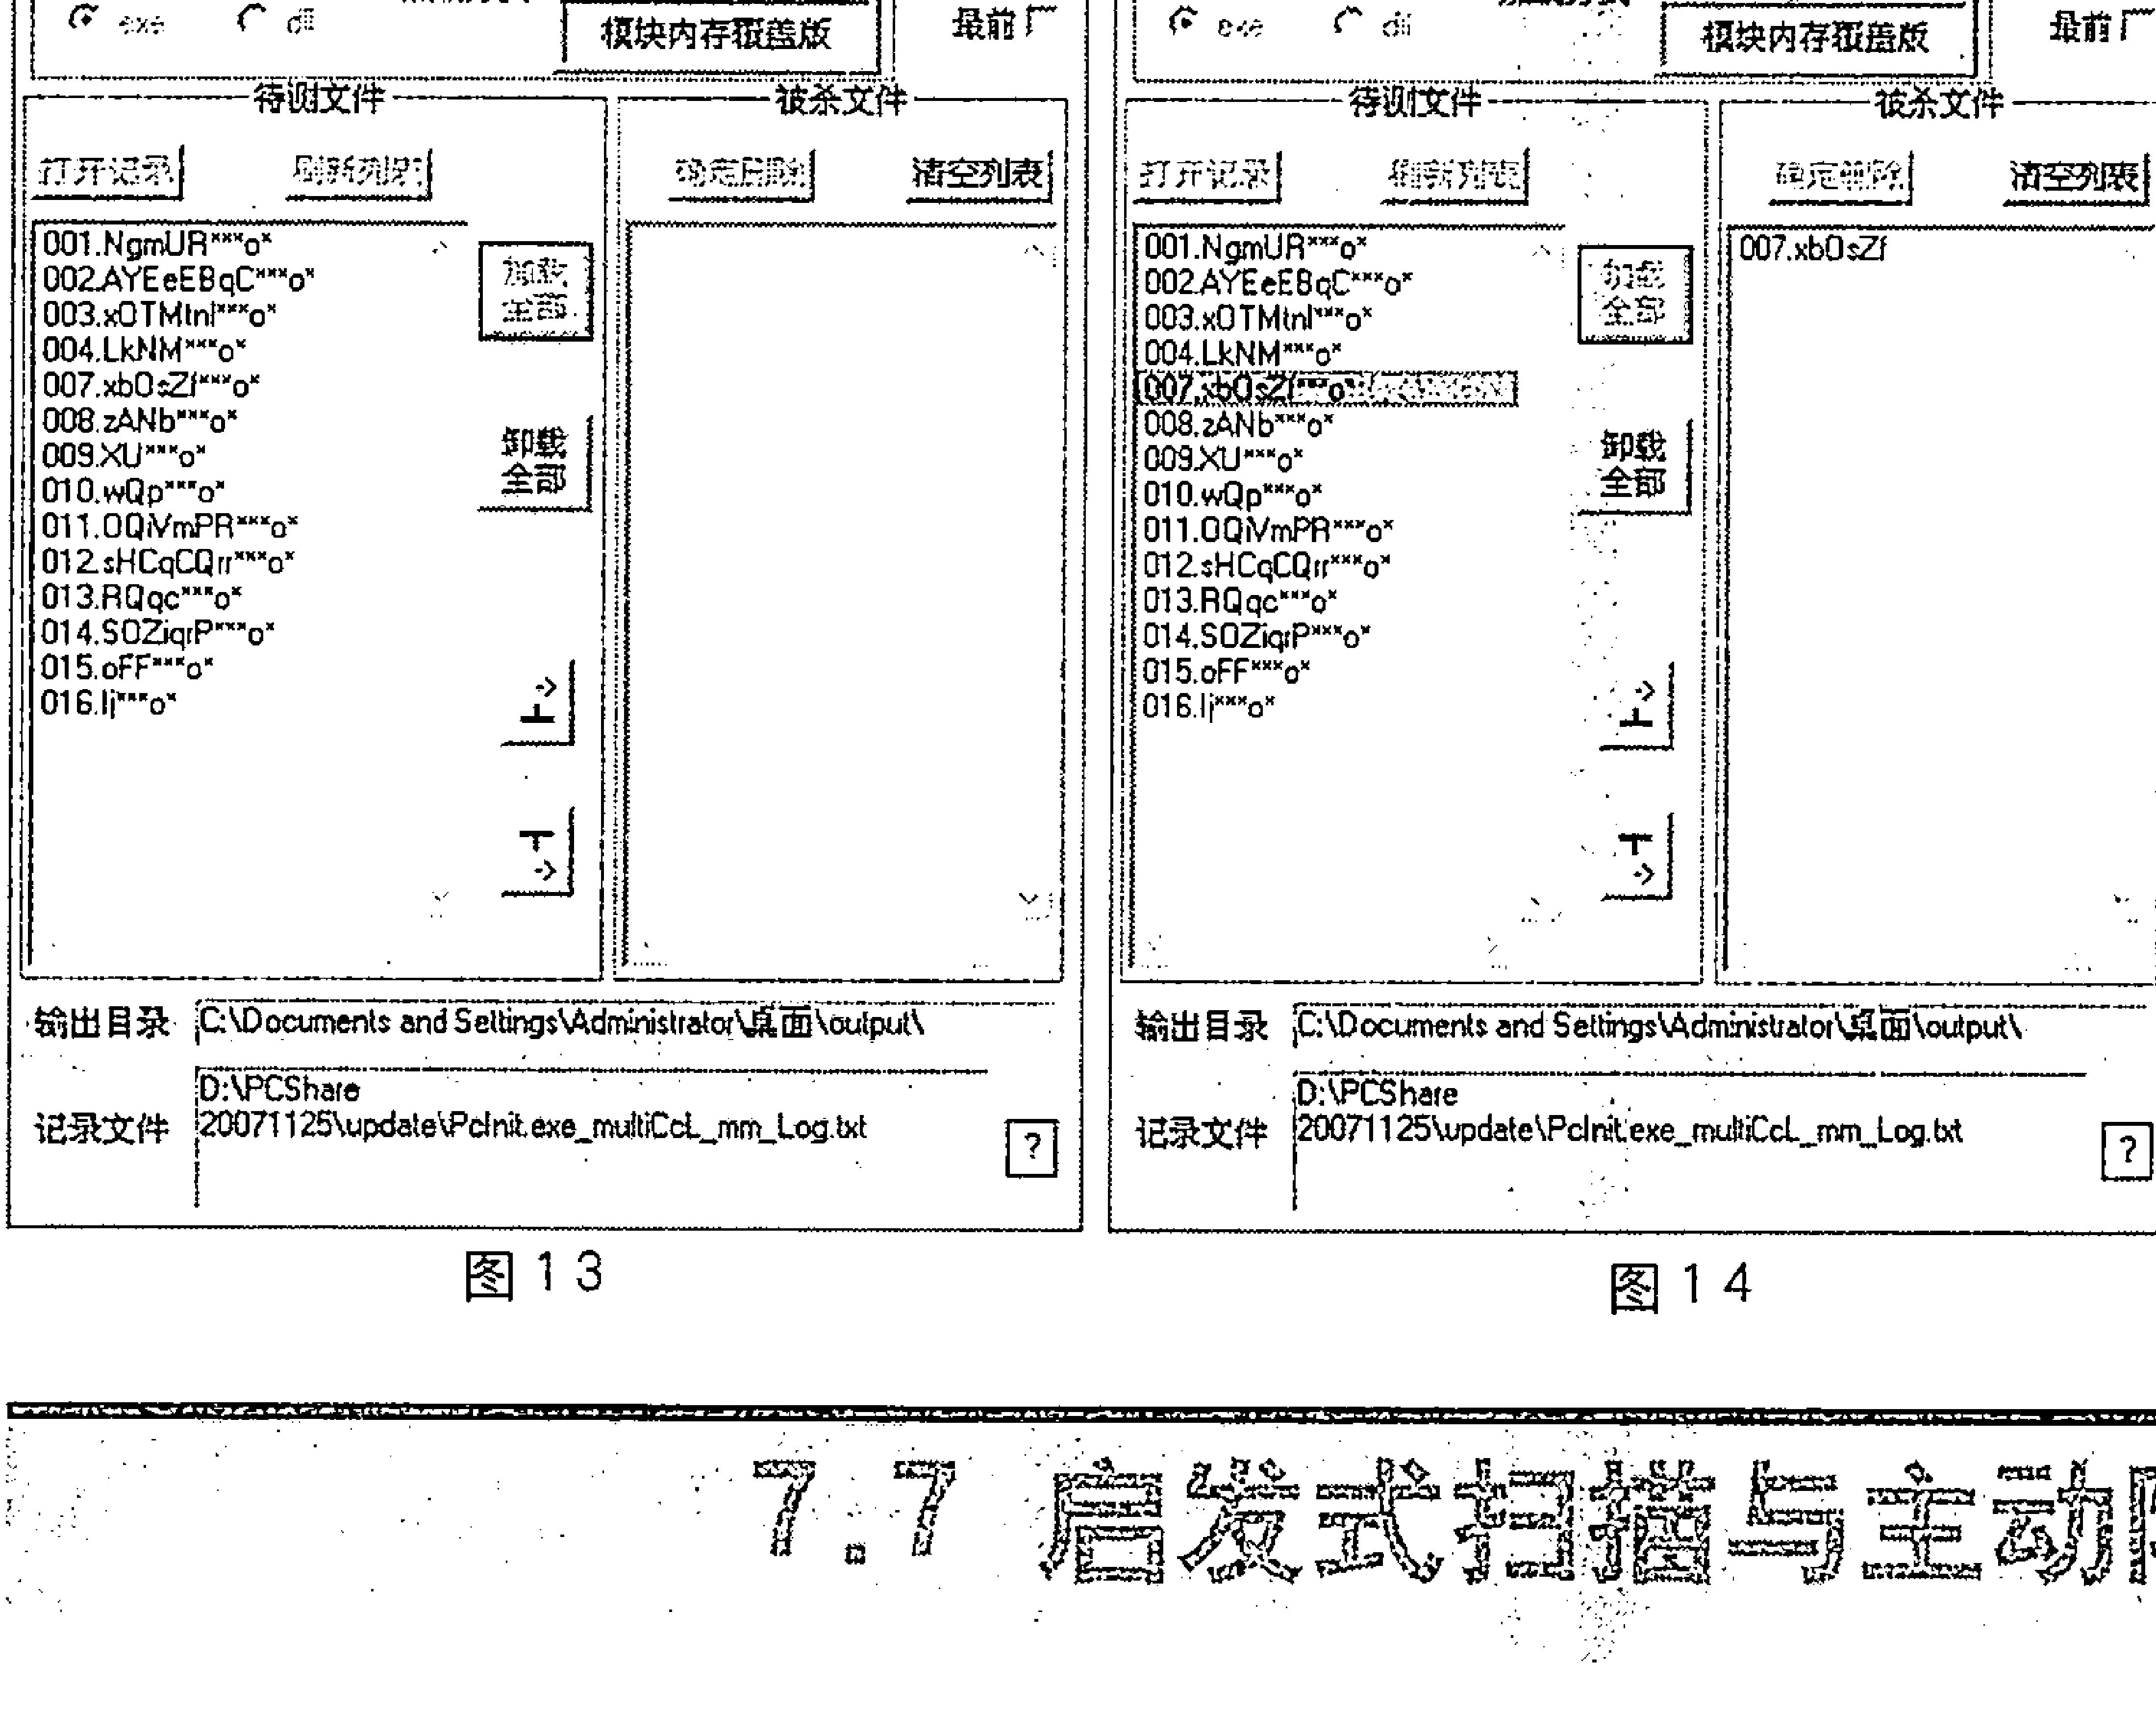 exe
dll
模块内存覆盖版
最前
待测文件
被杀文件
打开记录
刷新列表
确定删除
清空列表
001.NgmUR***o*
002.AYEeEBqC***o*
003.xOTMtnl***o*
004.LkNM***o*
007.xbOsZf***o*
008.zANb***o*
009.XU***o*
010.wQp***o*
011.OQiVmPR***o*
012.sHCqCQrr***o*
013.RQqc***o*
014.SOZiqrP***o*
015.oFF***o*
016.lj***o*
加载
全部
卸载
全部
->
上
下
->
输出目录 C:\Documents and Settings\Administrator\桌面\output\
D:\PCShare
记录文件 20071125\update\PcInit.exe_multiCcL_mm_Log.txt
?
图 13
exe
dll
模块内存覆盖版
最前
待测文件
被杀文件
打开记录
刷新列表
确定删除
清空列表
001.NgmUR***o*
002.AYEeEBqC***o*
003.xOTMtnl***o*
004.LkNM***o*
007.xbOsZf***o*
008.zANb***o*
009.XU***o*
010.wQp***o*
011.OQiVmPR***o*
012.sHCqCQrr***o*
013.RQqc***o*
014.SOZiqrP***o*
015.oFF***o*
016.lj***o*
加载
全部
卸载
全部
->
上
下
->
007.xbOsZf
输出目录 C:\Documents and Settings\Administrator\桌面\output\
D:\PCShare
记录文件 20071125\update\PcInit.exe_multiCcL_mm_Log.txt
?
图 14
7.7 启发式扫描与主动